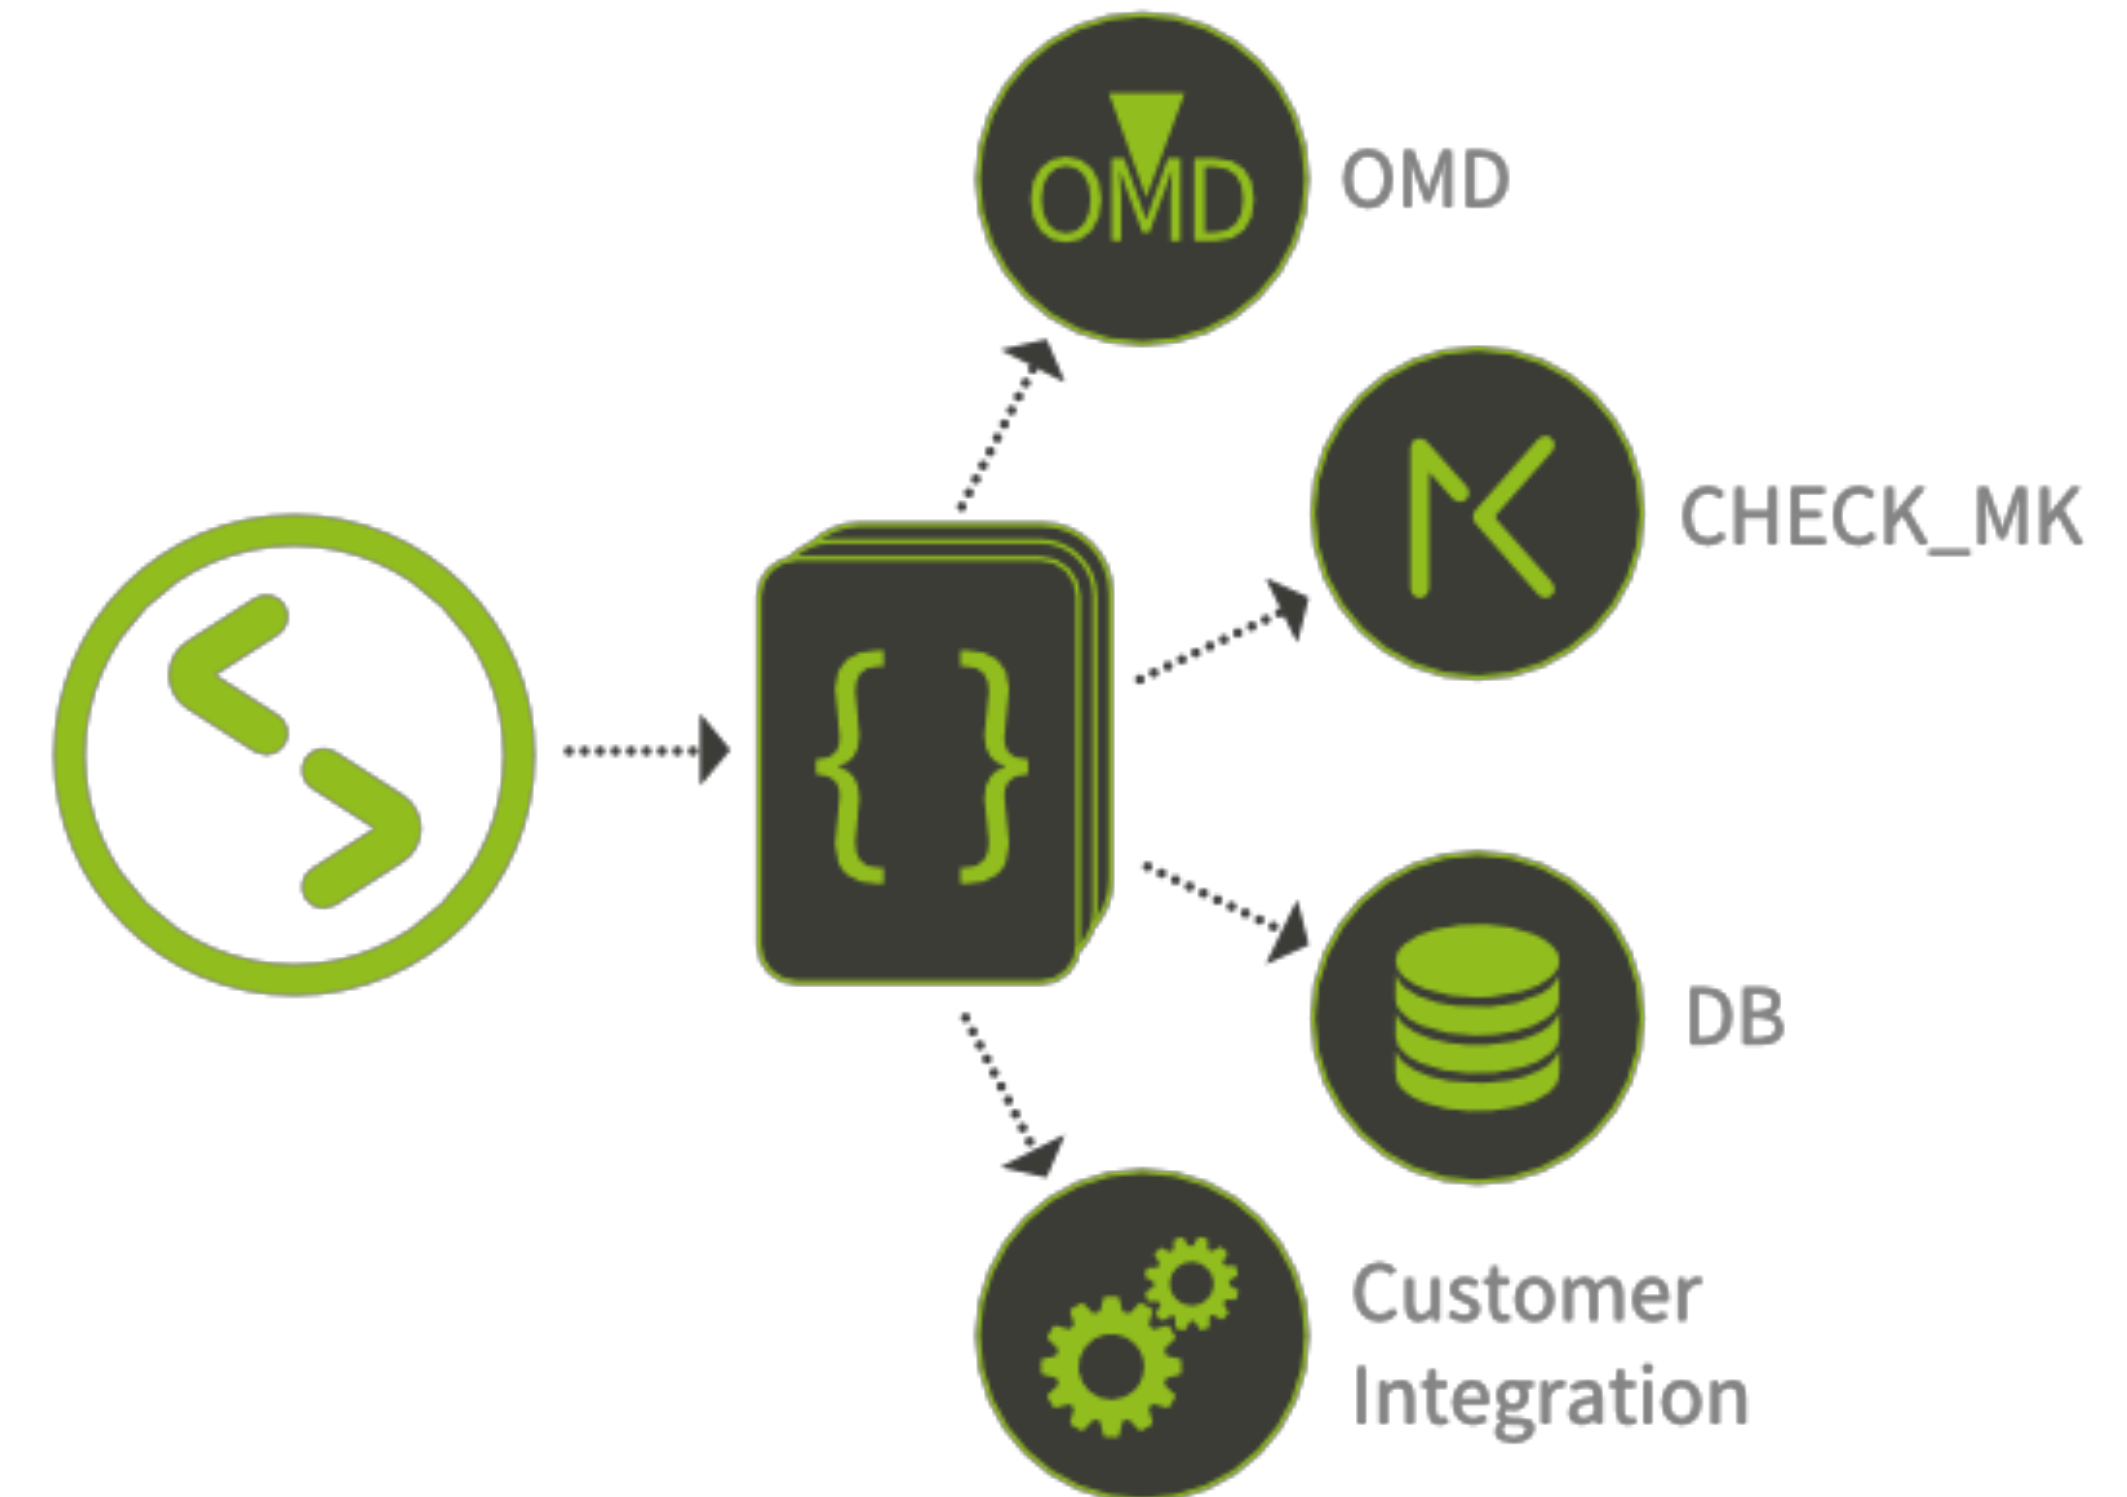 OMD
OMD
CHECK_MK
{ }
DB
Customer
Integration